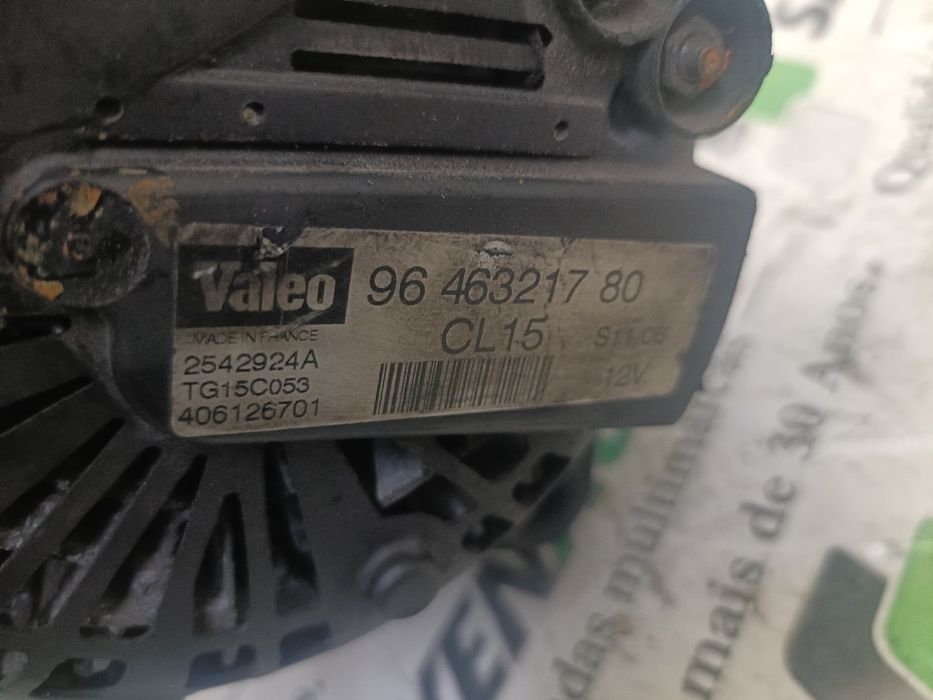 Valeo
MADE IN FRANCE
2542924A
TG15C053
406126701
96 463217 80
CL15
S11/06
12V
mais de 30 Anos.